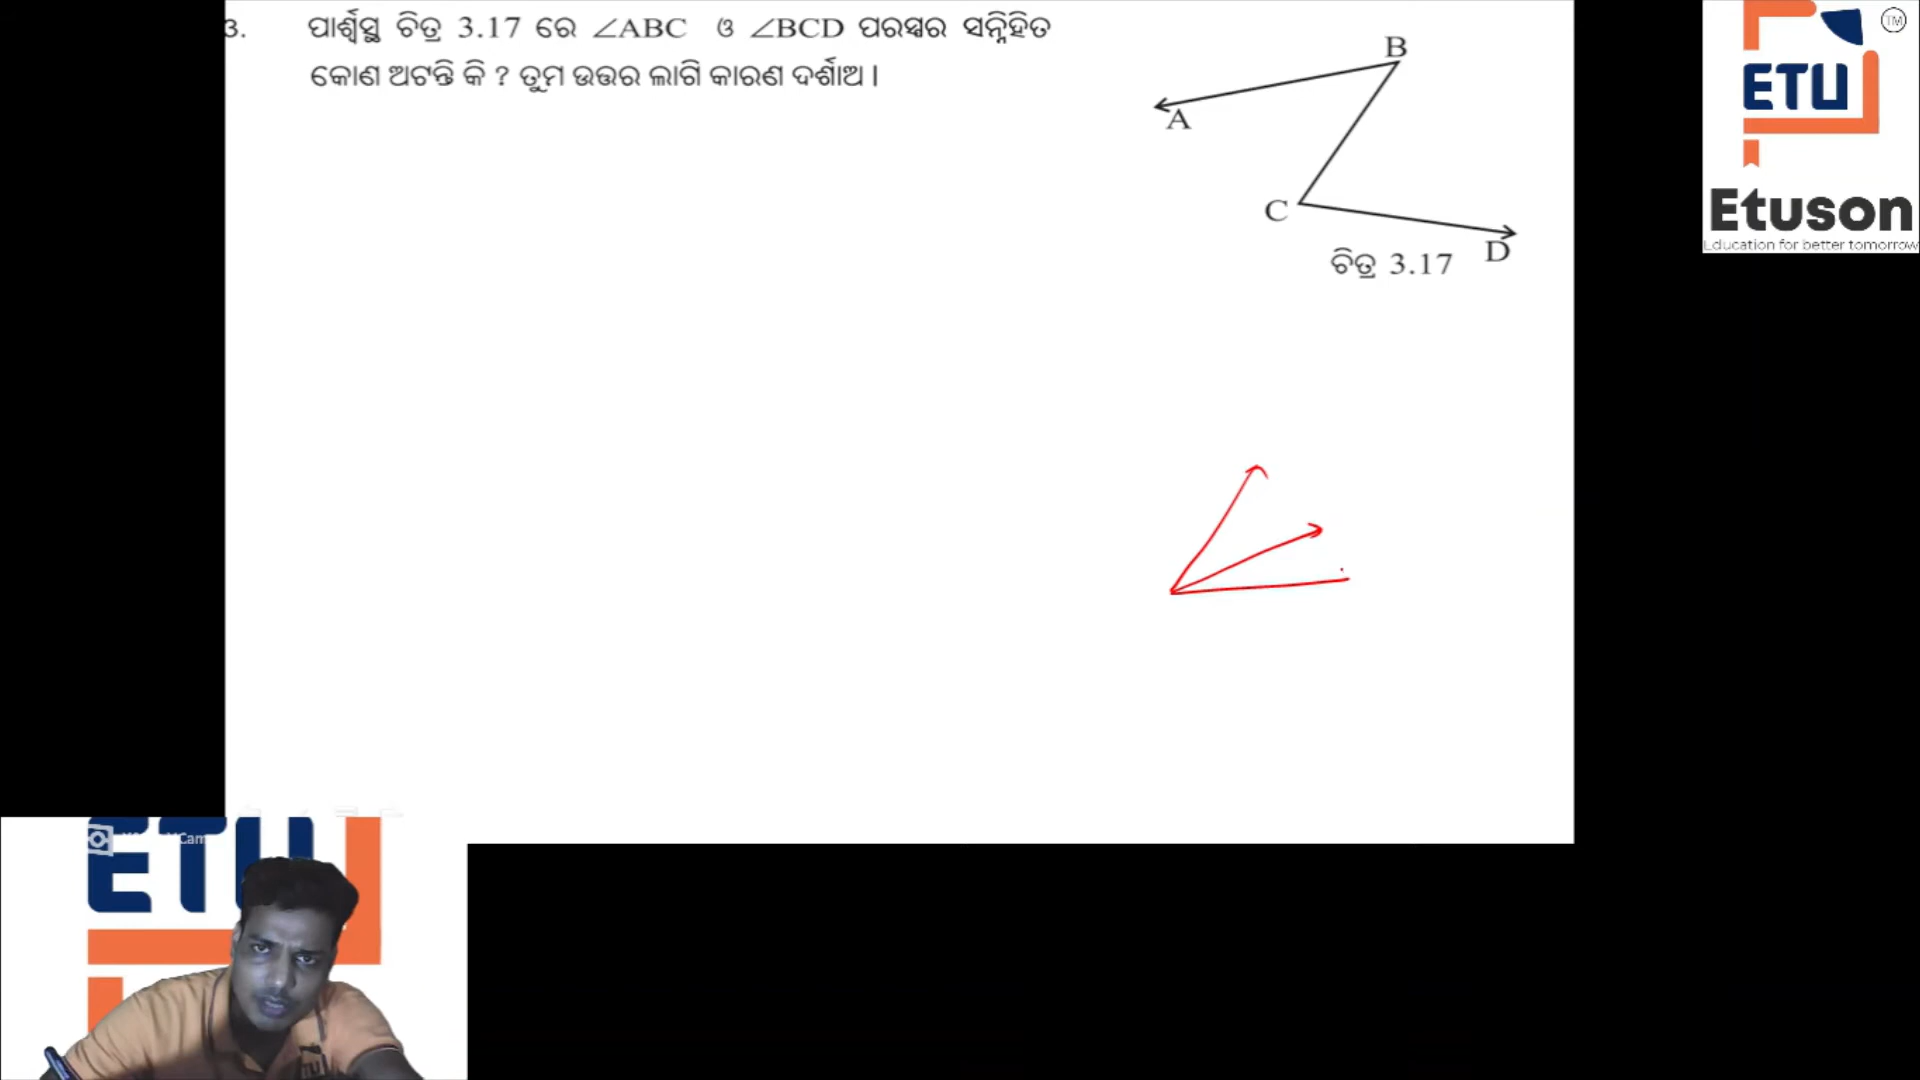 ପାର୍ଶ୍ୱସ୍ଥ ଚିତ୍ର 3.17 ରେ ∠ABC ଓ ∠BCD ପରସ୍ପର ସନ୍ନିହିତ
କୋଣ ଅଟନ୍ତି କି ? ତୁମ ଉତ୍ତର ଲାଗି କାରଣ ଦର୍ଶାଅ ।
B
A
C
D
ଚିତ୍ର 3.17
TM
ETU
Etuson
Education for better tomorrow
ETU